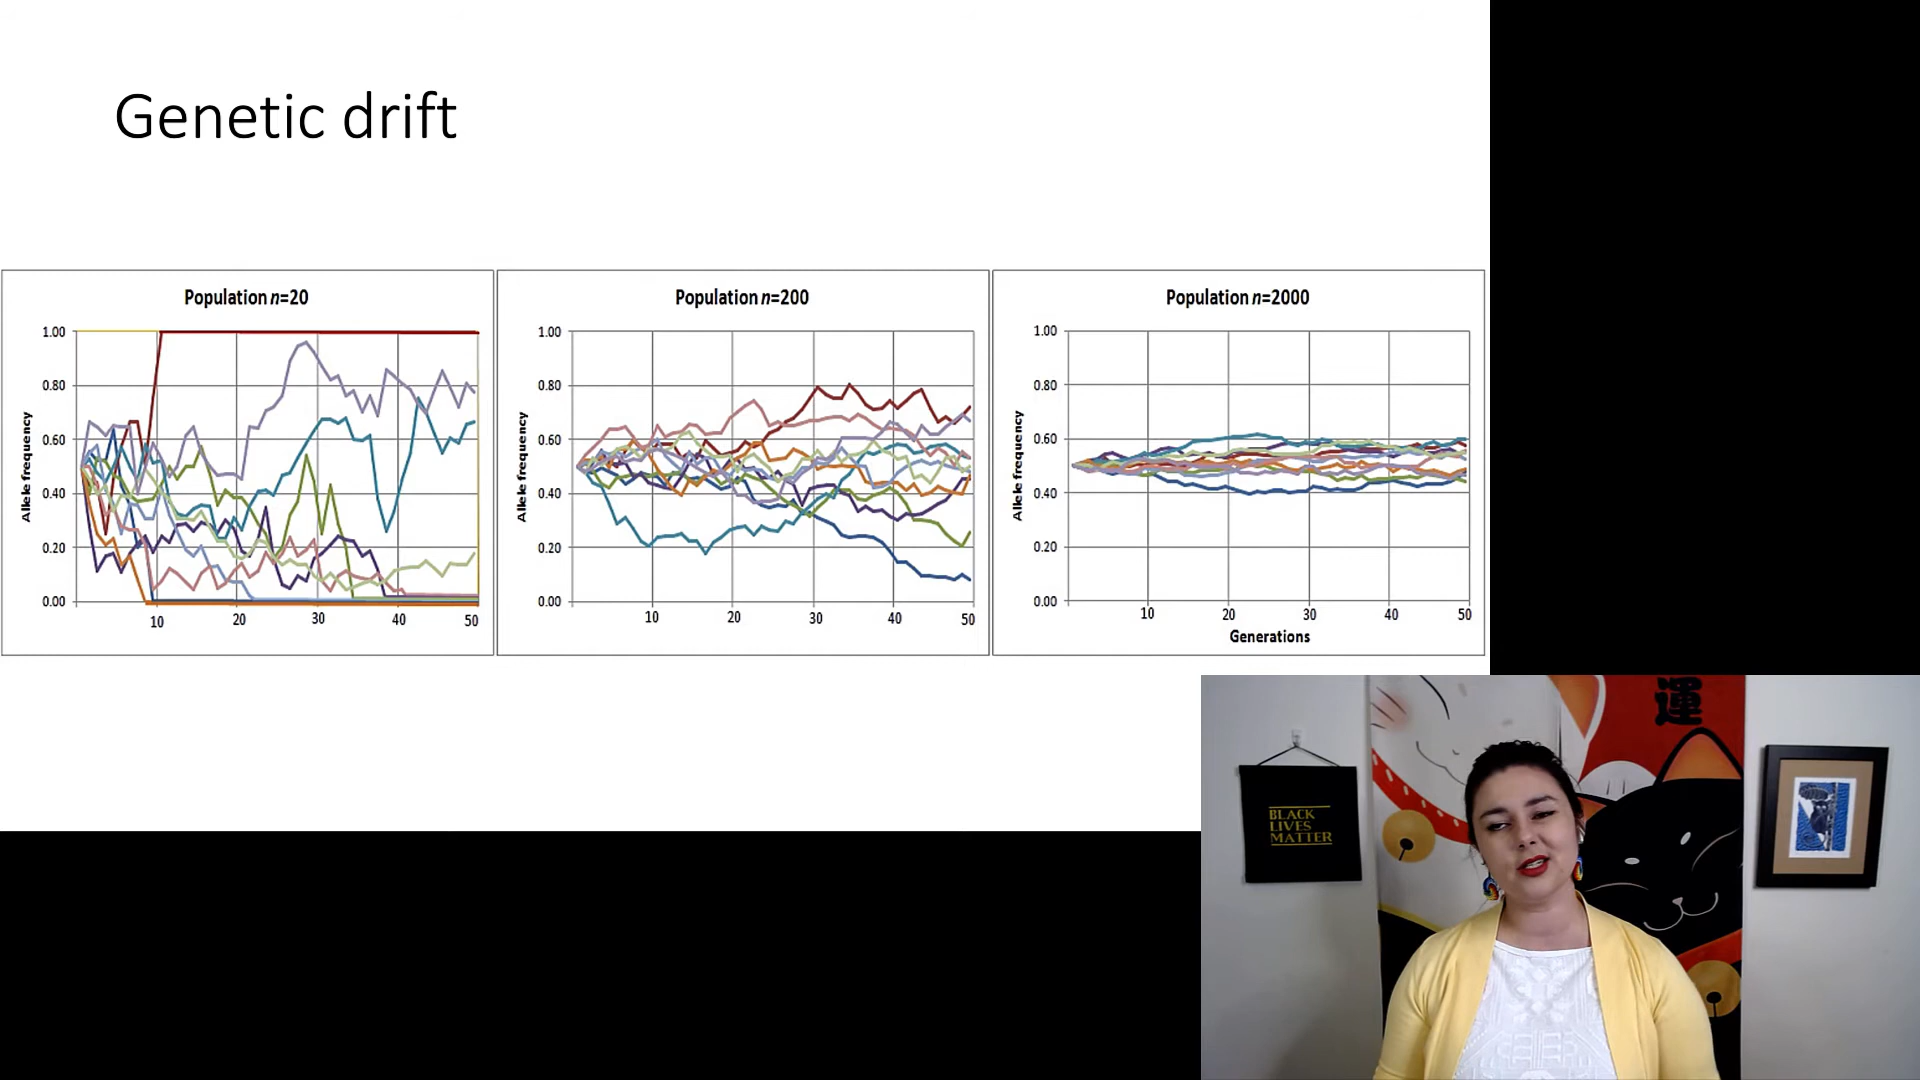 Genetic drift
Population n=20
1.00
0.80
0.60
0.40
0.20
0.00
Allele frequency
10 20 30 40 50
Population n=200
1.00
0.80
0.60
0.40
0.20
0.00
Allele frequency
10 20 30 40 50
Population n=2000
1.00
0.80
0.60
0.40
0.20
0.00
Allele frequency
10 20 30 40 50
Generations
運
BLACK
LIVES
MATTER